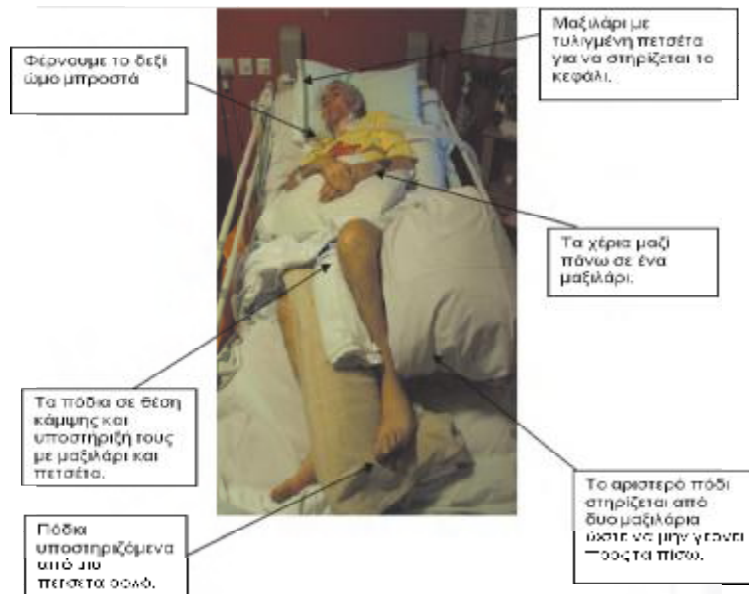 Φέρνουμε το δεξί
ώμο μπροστά
Μαξιλάρι με
τυλιγμένη πετσέτα
για να στηρίζεται το
κεφάλι.
Τα χέρια μαζί
πάνω σε ένα
μαξιλάρι.
Τα πόδια σε θέση
κάμψης και
υποστήριξή τους
με μαξιλάρι και
πετσέτα.
Το αριστερό πόδι
στηρίζεται από
δυο μαξιλάρια
ώστε να μην γέρνει
προς τα πίσω.
Πόδια
υποστηριζόμενα
από μια
πετσέτα ρολό.